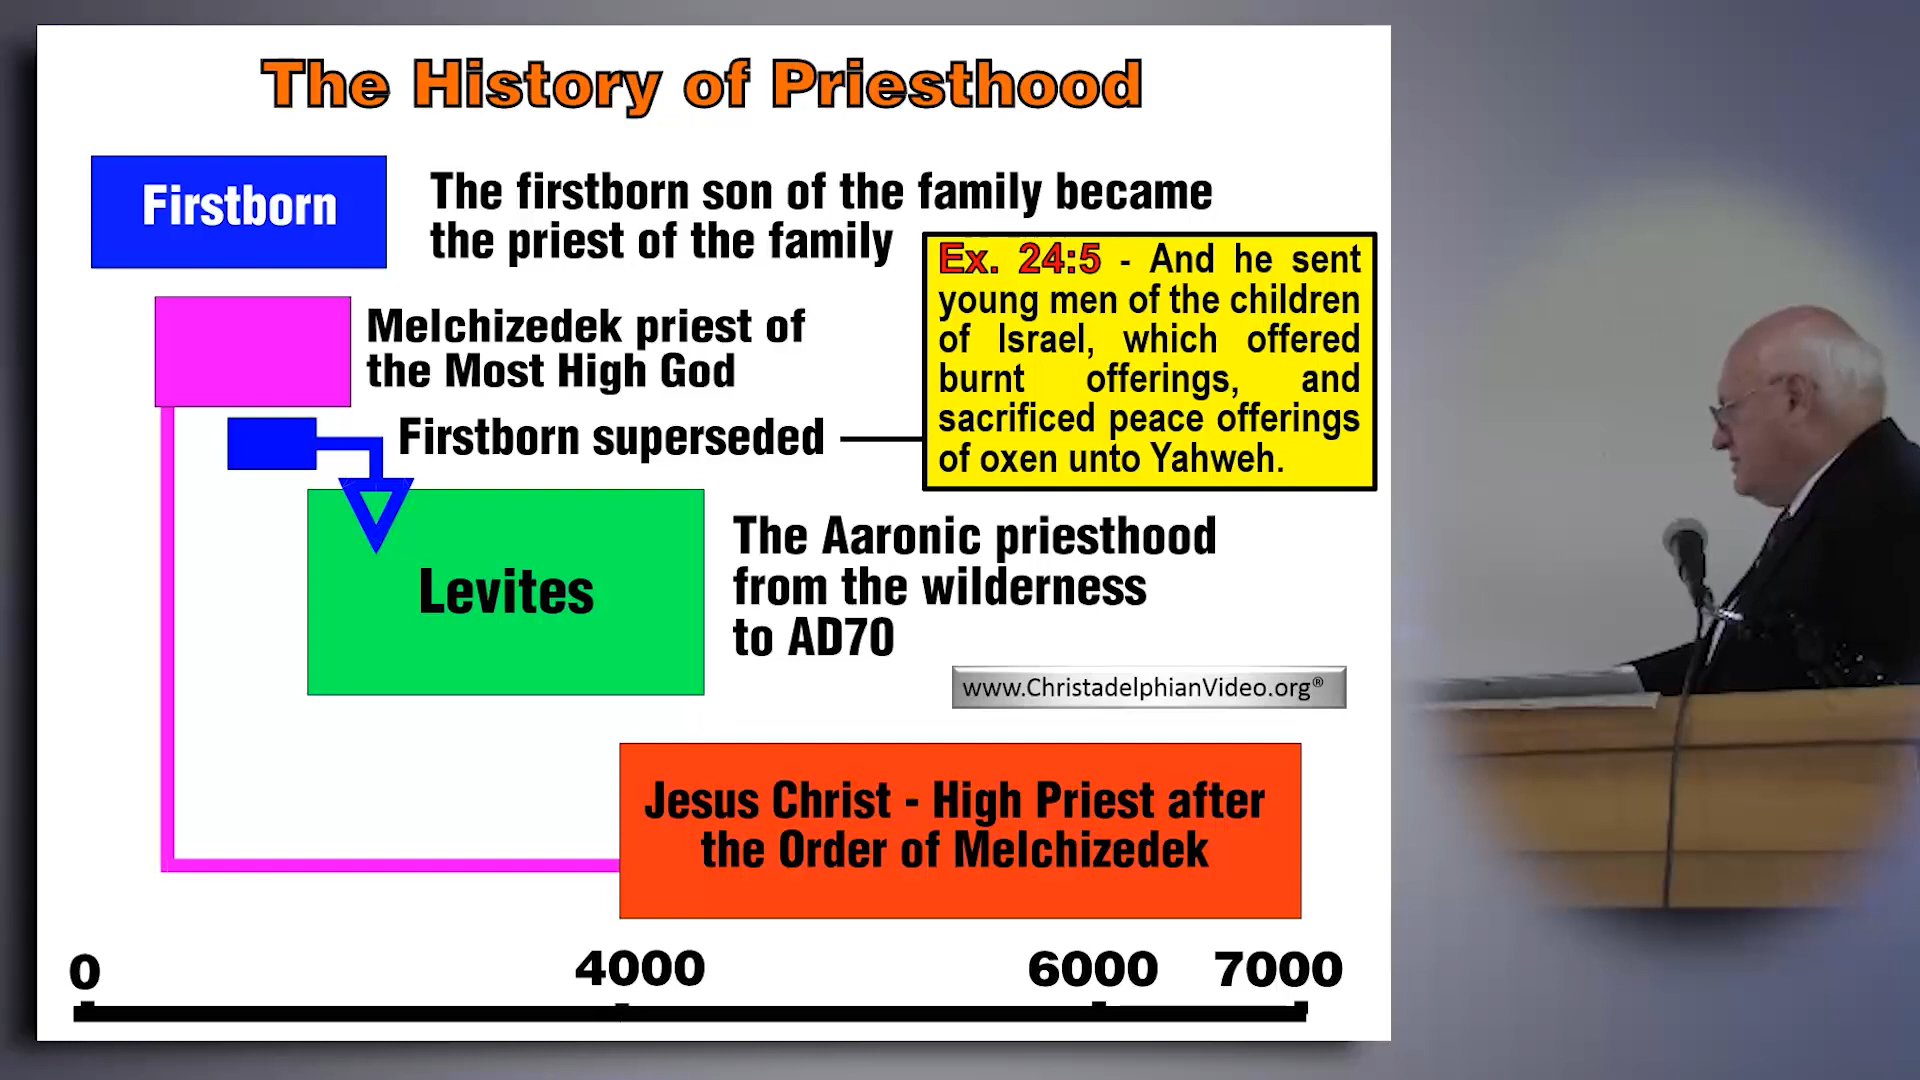 The History of Priesthood
Firstborn
The firstborn son of the family became
the priest of the family
Ex. 24:5 - And he sent
young men of the children
of Israel, which offered
burnt offerings, and
sacrificed peace offerings
of oxen unto Yahweh.
Melchizedek priest of
the Most High God
Firstborn superseded
Levites
The Aaronic priesthood
from the wilderness
to AD70
www.ChristadelphianVideo.org®
Jesus Christ - High Priest after
the Order of Melchizedek
0 4000 6000 7000